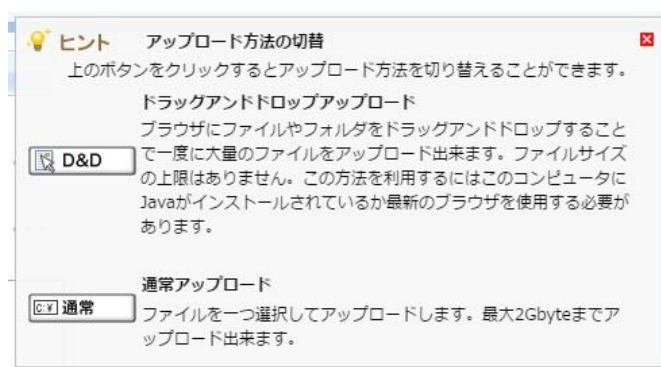 ヒント アップロード方法の切替
上のボタンをクリックするとアップロード方法を切り替えることができます。
ドラッグアンドドロップアップロード
ブラウザにファイルやフォルダをドラッグアンドドロップすること
で一度に大量のファイルをアップロード出来ます。ファイルサイズ
の上限はありません。この方法を利用するにはこのコンピュータに
Javaがインストールされているか最新のブラウザを使用する必要が
あります。
D&D
通常アップロード
C:¥ 通常
ファイルを一つ選択してアップロードします。最大2Gbyteまでア
ップロード出来ます。